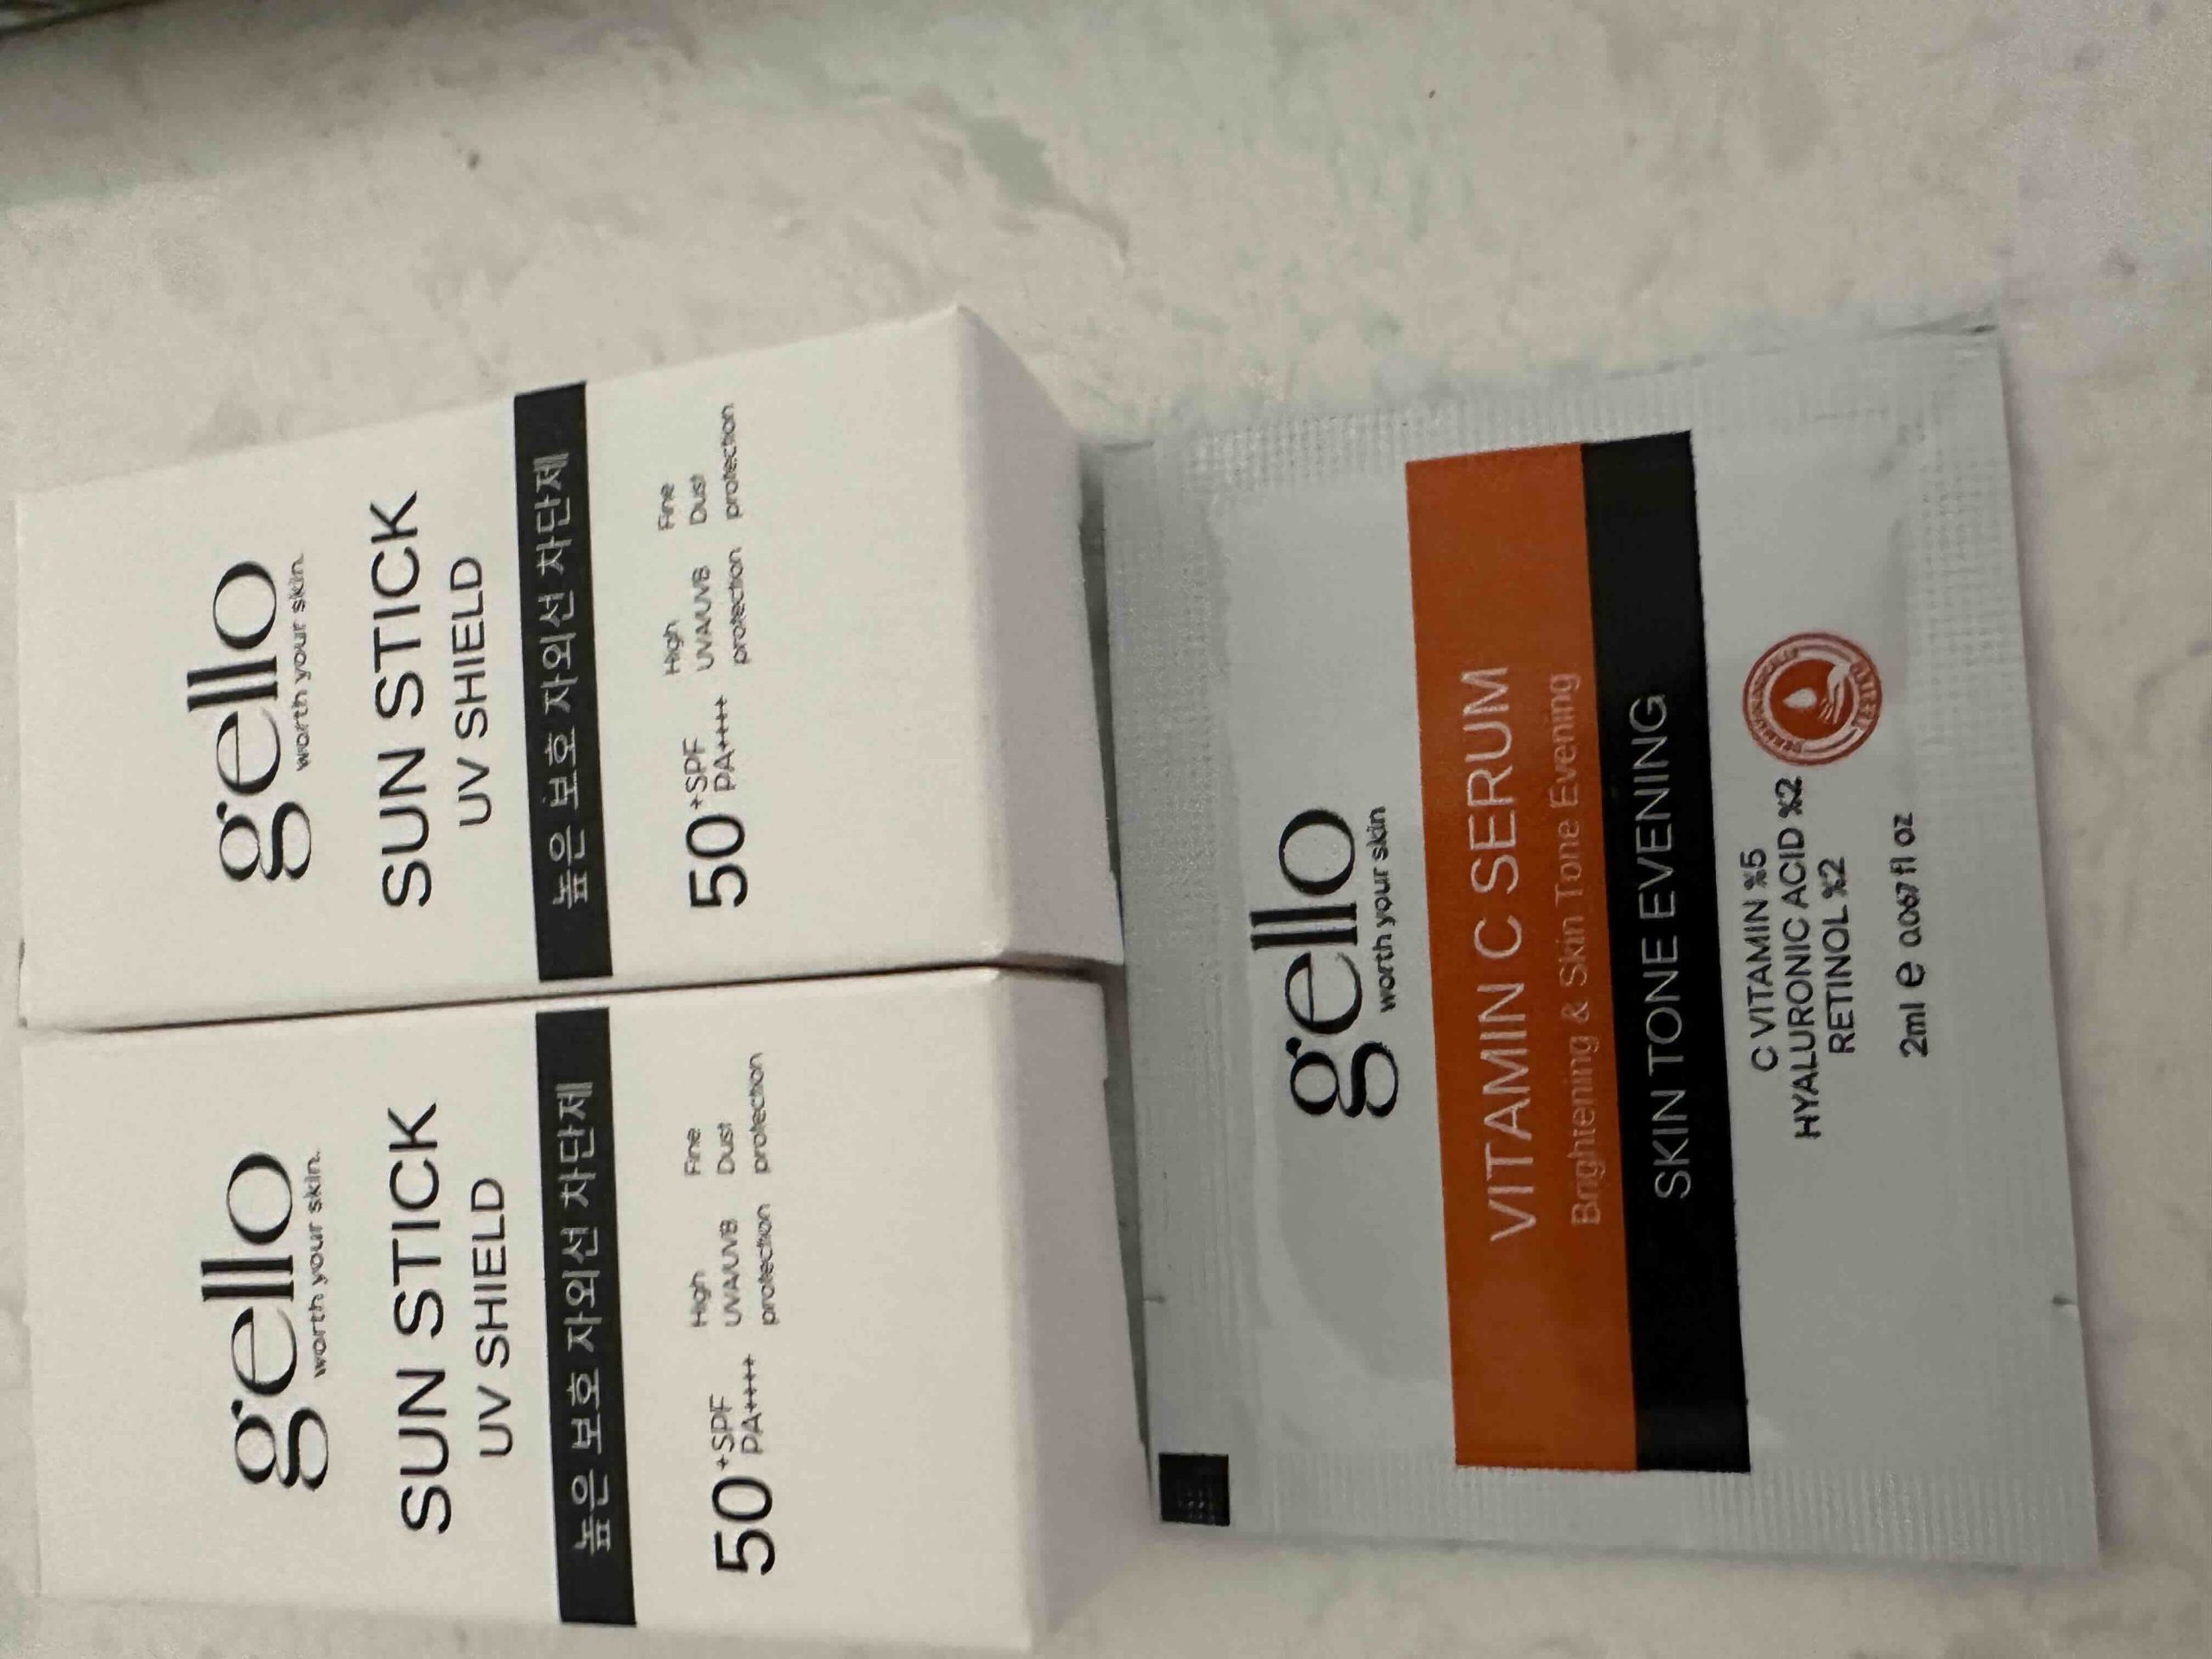 gello
worth your skin.
SUN STICK
UV SHIELD
높은 보호 자외선 차단제
50+SPF
PA++++
High
UVA/UVB
protection
Fine
Dust
protection
gello
worth your skin.
SUN STICK
UV SHIELD
높은 보호 자외선 차단제
50+SPF
PA++++
High
UVA/UVB
protection
Fine
Dust
protection
gello
worth your skin
VITAMIN C SERUM
Brightening & Skin Tone Evening
SKIN TONE EVENING
C VITAMIN %5
HYALURONIC ACID %2
RETINOL %2
2ml e 0.067 fl oz